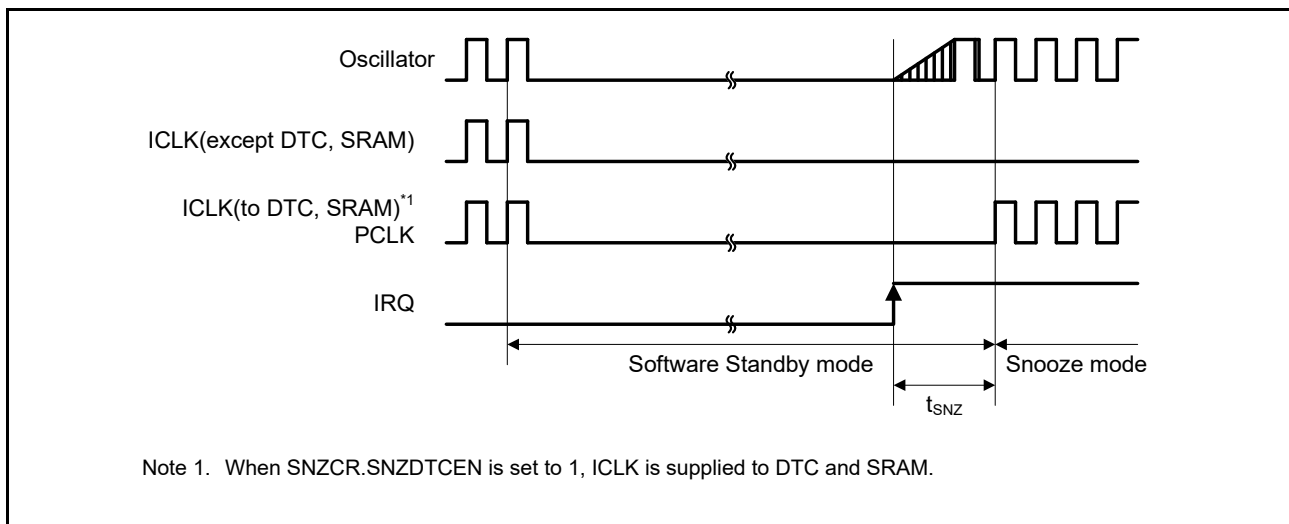 Oscillator
ICLK(except DTC, SRAM)
ICLK(to DTC, SRAM)*1
PCLK
IRQ
Software Standby mode
Snooze mode
tSNZ
Note 1. When SNZCR.SNZDTCEN is set to 1, ICLK is supplied to DTC and SRAM.